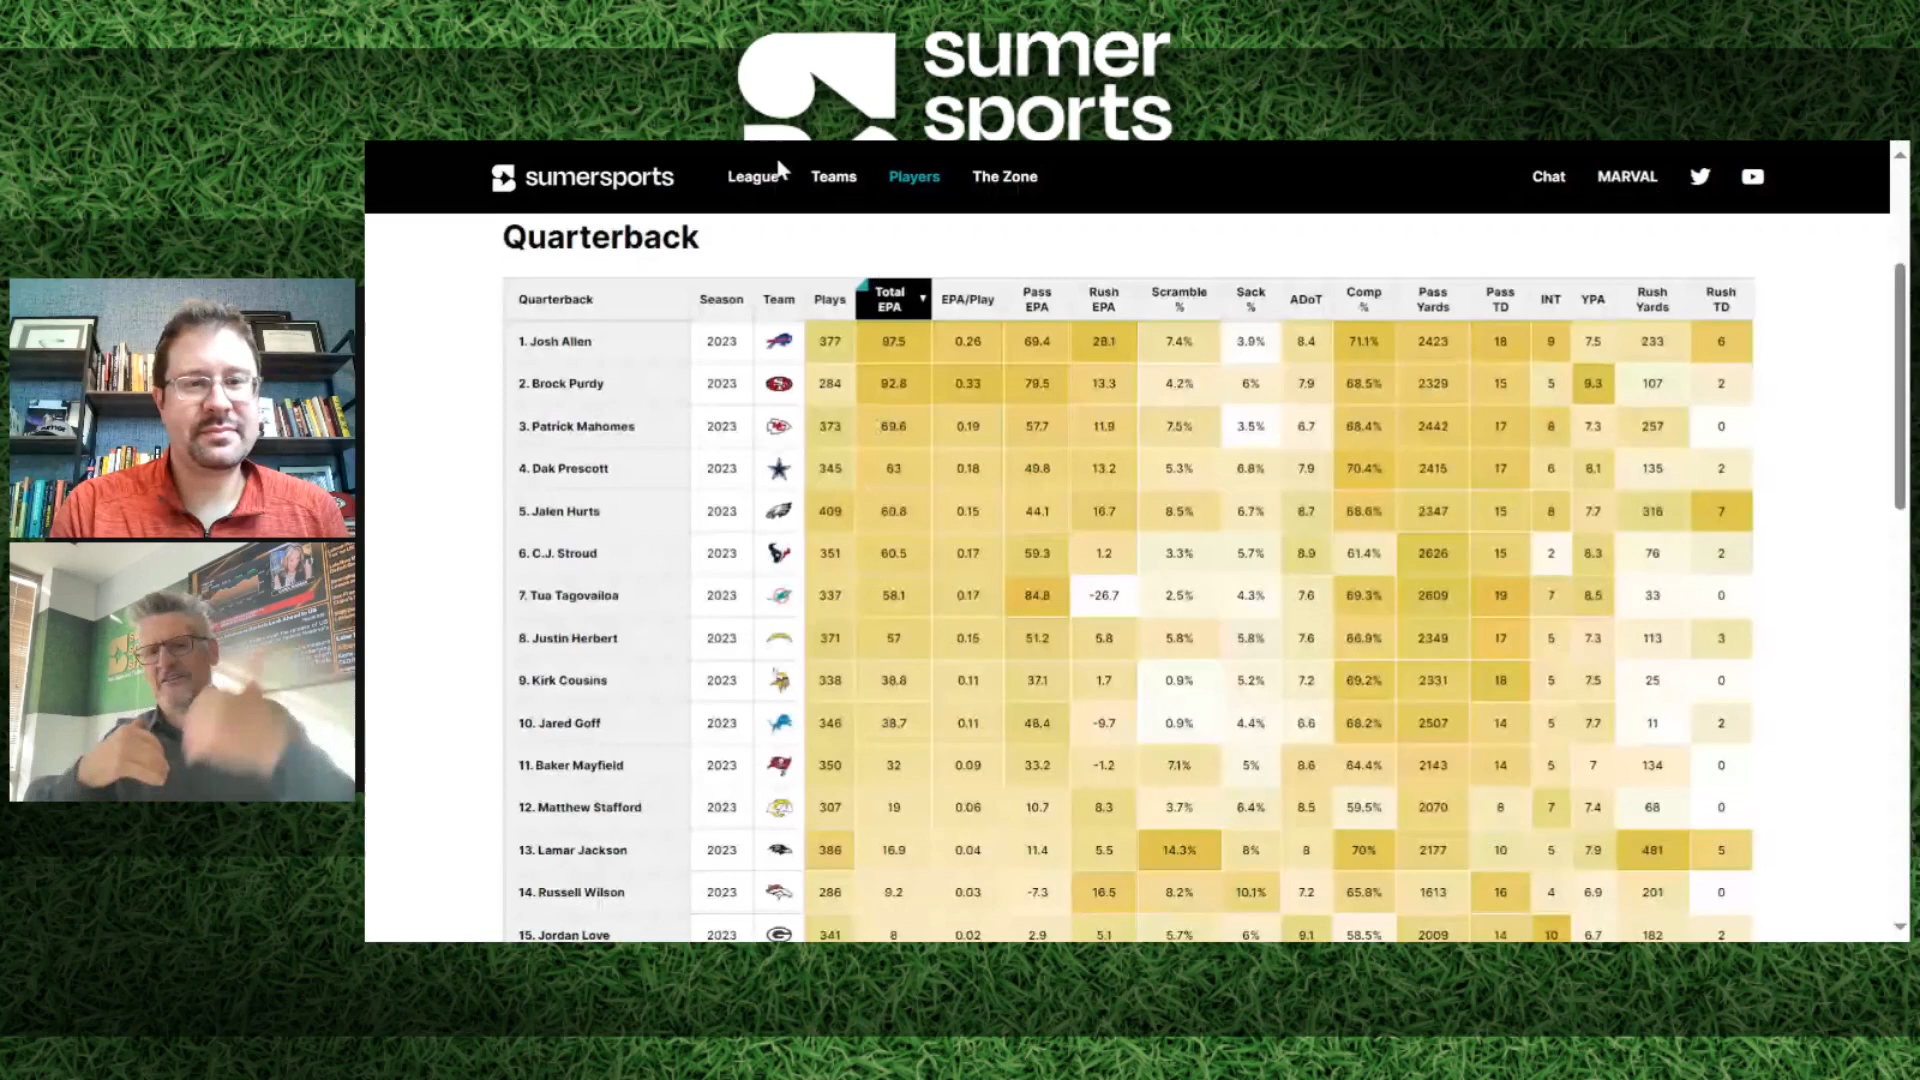 sumer
sports
sumersports League Teams Players The Zone Chat MARVAL
Quarterback
Quarterback Season Team Plays Total EPA EPA/Play Pass EPA Rush EPA Scramble % Sack % ADoT Comp % Pass Yards Pass TD INT YPA Rush Yards Rush TD
1. Josh Allen 2023 377 97.5 0.26 69.4 28.1 7.4% 3.9% 8.4 71.1% 2423 18 9 7.5 233 6
2. Brock Purdy 2023 284 92.8 0.33 79.5 13.3 4.2% 6% 7.9 68.5% 2329 15 5 9.3 107 2
3. Patrick Mahomes 2023 373 69.6 0.19 57.7 11.9 7.5% 3.5% 6.7 68.4% 2442 17 8 7.3 257 0
4. Dak Prescott 2023 345 63 0.18 49.8 13.2 5.3% 6.8% 7.9 70.4% 2415 17 6 8.1 135 2
5. Jalen Hurts 2023 409 60.8 0.15 44.1 16.7 8.5% 6.7% 8.7 68.6% 2347 15 8 7.7 316 7
6. C.J. Stroud 2023 351 60.5 0.17 59.3 1.2 3.3% 5.7% 8.9 61.4% 2626 15 2 8.3 76 2
7. Tua Tagovailoa 2023 337 58.1 0.17 84.8 -26.7 2.5% 4.3% 7.6 69.3% 2609 19 7 8.5 33 0
8. Justin Herbert 2023 371 57 0.15 51.2 5.8 5.8% 5.8% 7.6 66.9% 2349 17 5 7.3 113 3
9. Kirk Cousins 2023 338 38.8 0.11 37.1 1.7 0.9% 5.2% 7.2 69.2% 2331 18 5 7.5 25 0
10. Jared Goff 2023 346 38.7 0.11 48.4 -9.7 0.9% 4.4% 6.6 68.2% 2507 14 5 7.7 11 2
11. Baker Mayfield 2023 350 32 0.09 33.2 -1.2 7.1% 5% 8.6 64.4% 2143 14 5 7 134 0
12. Matthew Stafford 2023 307 19 0.06 10.7 8.3 3.7% 6.4% 8.5 59.5% 2070 8 7 7.4 68 0
13. Lamar Jackson 2023 386 16.9 0.04 11.4 5.5 14.3% 8% 8 70% 2177 10 5 7.9 481 5
14. Russell Wilson 2023 286 9.2 0.03 -7.3 16.5 8.2% 10.1% 7.2 65.8% 1613 16 4 6.9 201 0
15. Jordan Love 2023 341 8 0.02 2.9 5.1 5.7% 6% 9.1 58.5% 2009 14 10 6.7 182 2